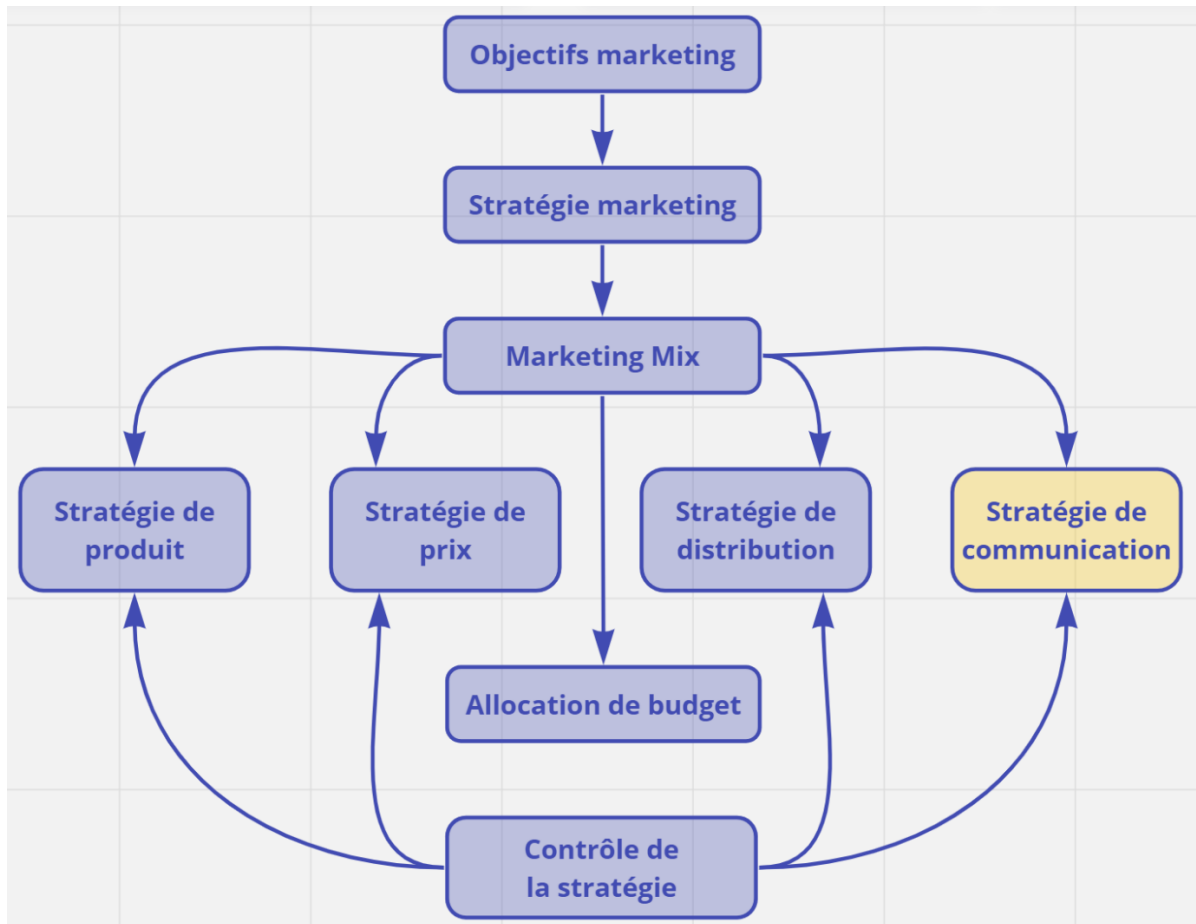 Objectifs marketing
Stratégie marketing
Marketing Mix
Stratégie de
produit
Stratégie de
prix
Stratégie de
distribution
Stratégie de
communication
Allocation de budget
Contrôle de
la stratégie